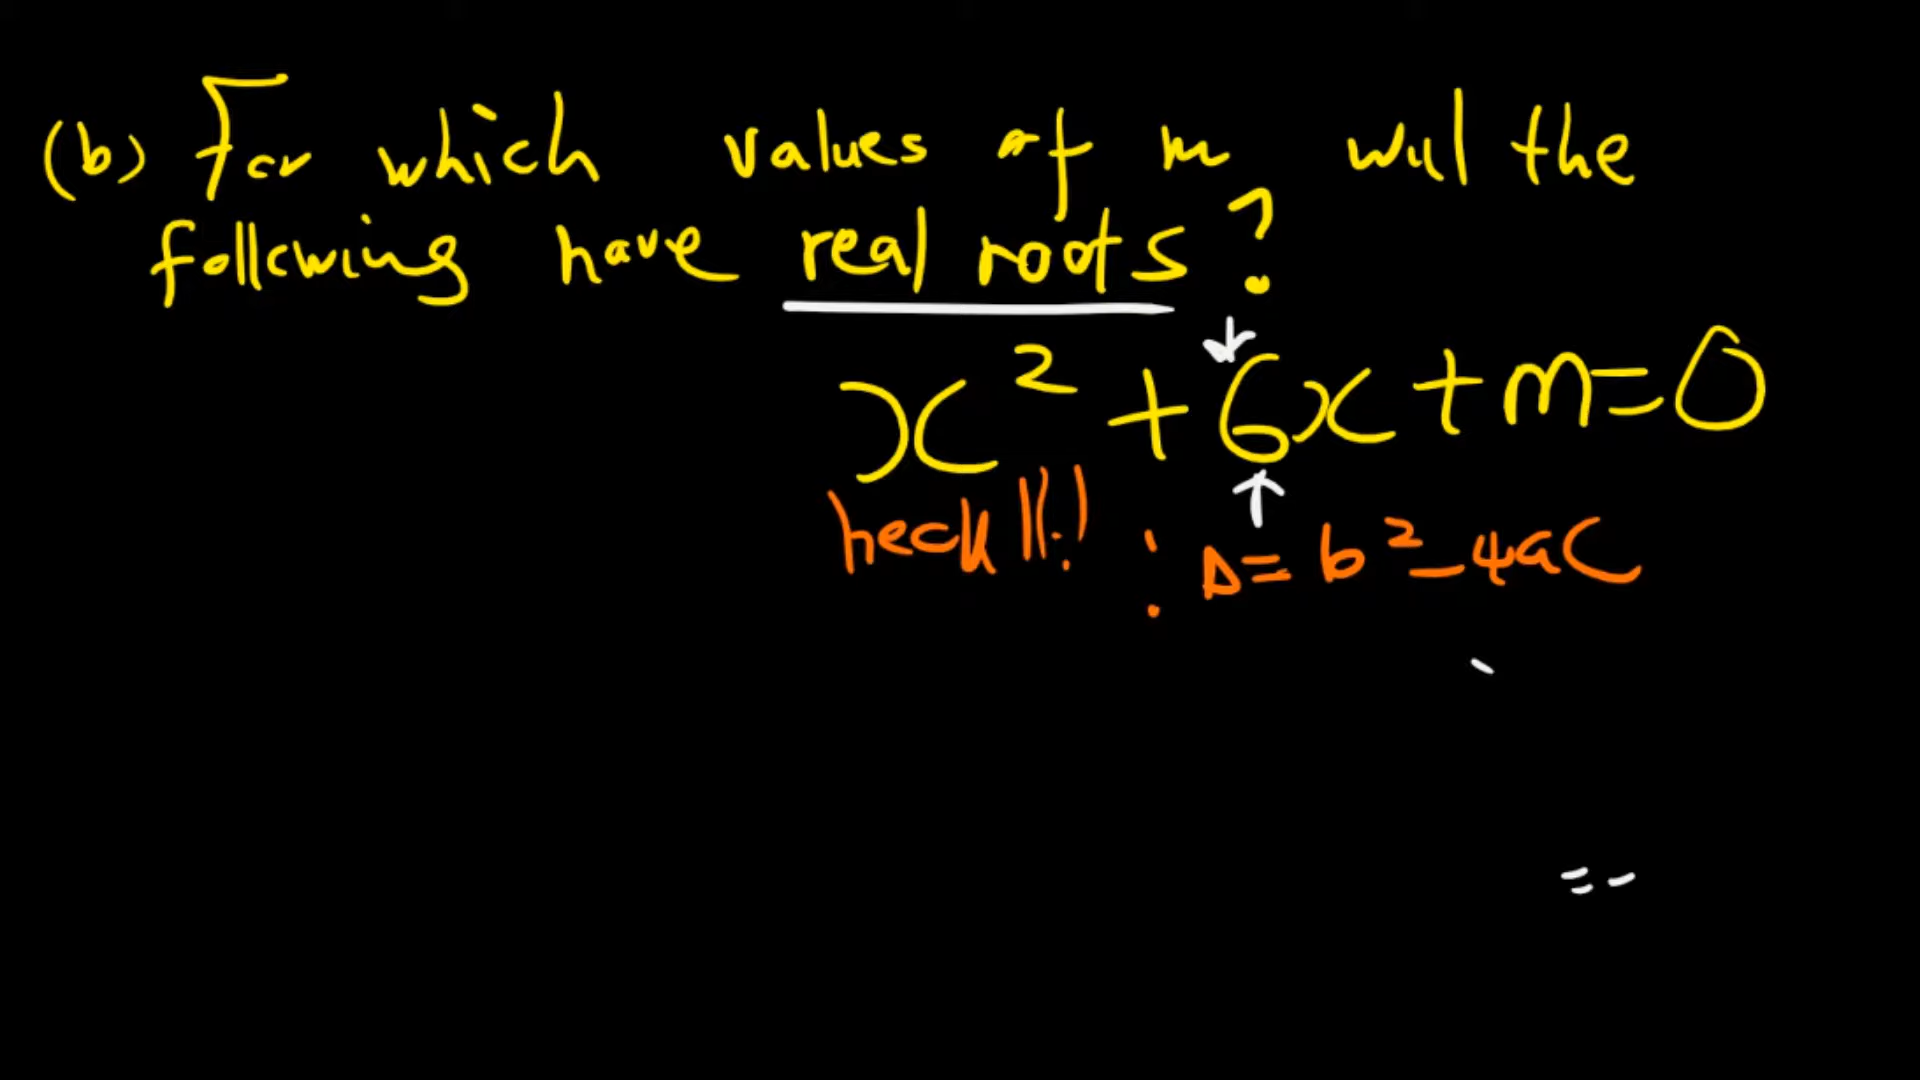 (b) For which values of m will the
following have real roots?
x² + 6x + m = 0
heck!!! : Δ = b² - 4ac